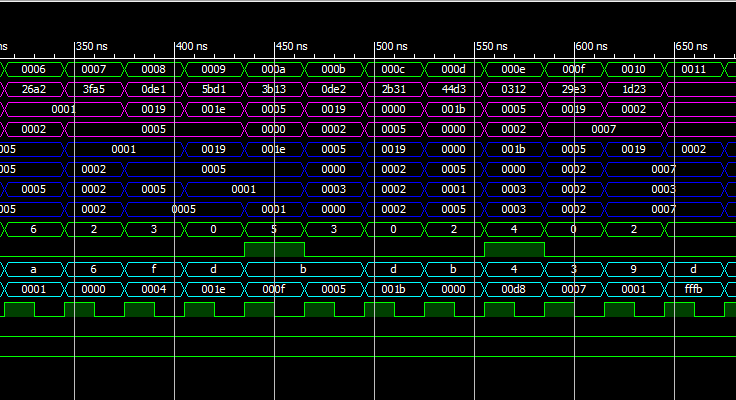 ns 350 ns 400 ns 450 ns 500 ns 550 ns 600 ns 650 ns
0006 0007 0008 0009 000a 000b 000c 000d 000e 000f 0010 0011
26a2 3fa5 0de1 5bd1 3b13 0de2 2b31 44d3 0312 29e3 1d23
0001 0019 001e 0005 0019 0000 001b 0005 0019 0002
0002 0005 0000 0002 0005 0000 0002 0007
0005 0001 0019 001e 0005 0019 0000 001b 0005 0019 0002
0005 0002 0005 0000 0002 0005 0000 0002 0007
0005 0002 0005 0001 0003 0002 0001 0003 0002 0003
0005 0002 0005 0001 0000 0002 0005 0003 0002 0007
6 2 3 0 5 3 0 2 4 0 2
a 6 f d b d b 4 3 9 d
0001 0000 0004 001e 000f 0005 001b 0000 00d8 0007 0001 fffb